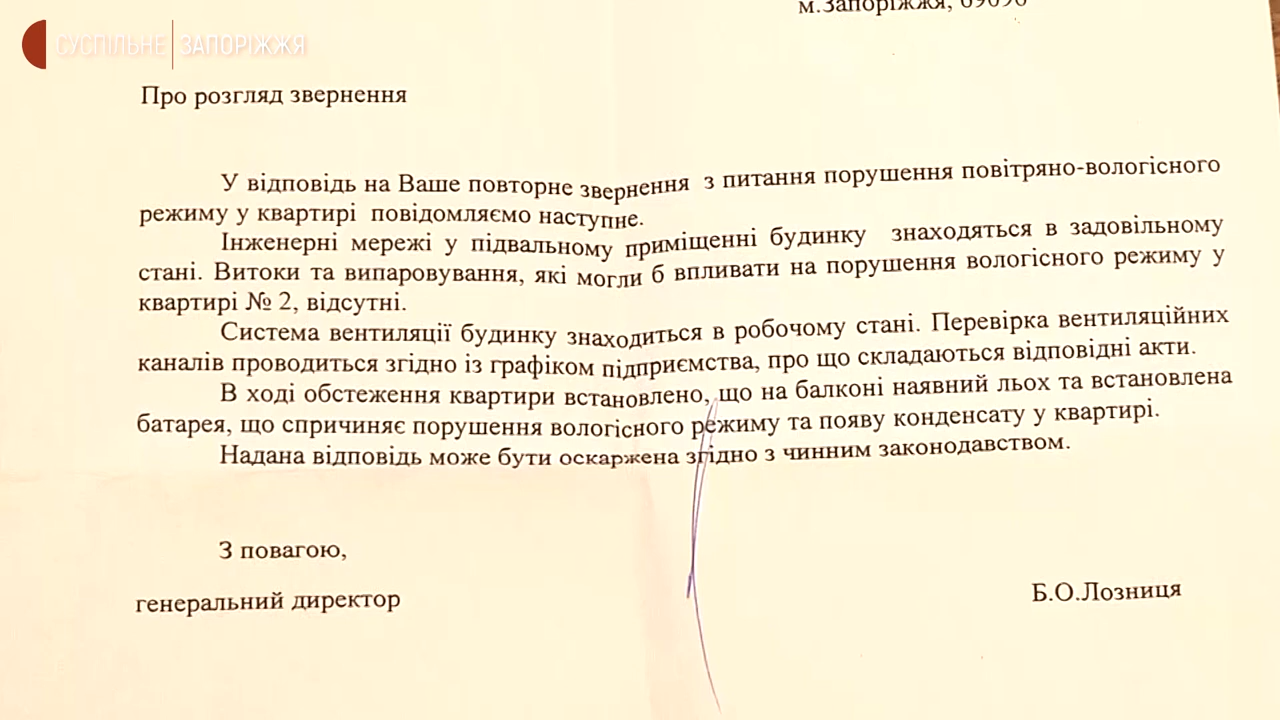 СУСПІЛЬНЕ ЗАПОРІЖЖЯ
м.Запоріжжя, 69096
Про розгляд звернення
У відповідь на Ваше повторне звернення з питання порушення повітряно-вологісного
режиму у квартирі повідомляємо наступне.
Інженерні мережі у підвальному приміщенні будинку знаходяться в задовільному
стані. Витоки та випаровування, які могли б впливати на порушення вологісного режиму у
квартирі № 2, відсутні.
Система вентиляції будинку знаходиться в робочому стані. Перевірка вентиляційних
каналів проводиться згідно із графіком підприємства, про що складаються відповідні акти.
В ході обстеження квартири встановлено, що на балконі наявний льох та встановлена
батарея, що спричиняє порушення вологісного режиму та появу конденсату у квартирі.
Надана відповідь може бути оскаржена згідно з чинним законодавством.
З повагою,
генеральний директор Б.О.Лозниця